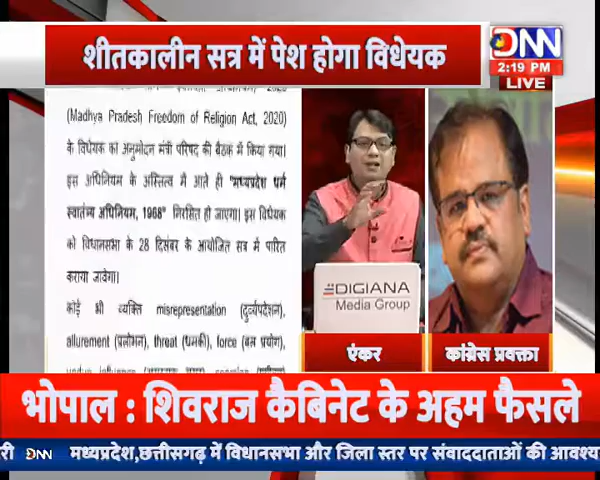 शीतकालीन सत्र में पेश होगा विधेयक
DNN
2:19 PM
LIVE
(Madhya Pradesh Freedom of Religion Act, 2020)
के विधेयक का अनुमोदन मंत्री परिषद की बैठक में किया गया।
इस अधिनियम के अस्तित्व में आते ही "मध्यप्रदेश धर्म
स्वातंत्र्य अधिनियम, 1968" निरसित हो जाएगा। इस विधेयक
को विधानसभा के 28 दिसंबर के आयोजित सत्र में पारित
कराया जावेगा।
कोई भी व्यक्ति misrepresentation (दुर्व्यपदेशन),
allurement (प्रलोभन), threat (धमकी), force (बल प्रयोग),
DIGIANA
Media Group
एंकर
कांग्रेस प्रवक्ता
भोपाल : शिवराज कैबिनेट के अहम फैसले
री DNN मध्यप्रदेश,छत्तीसगढ़ में विधानसभा और जिला स्तर पर संवाददाताओं की आवश्य